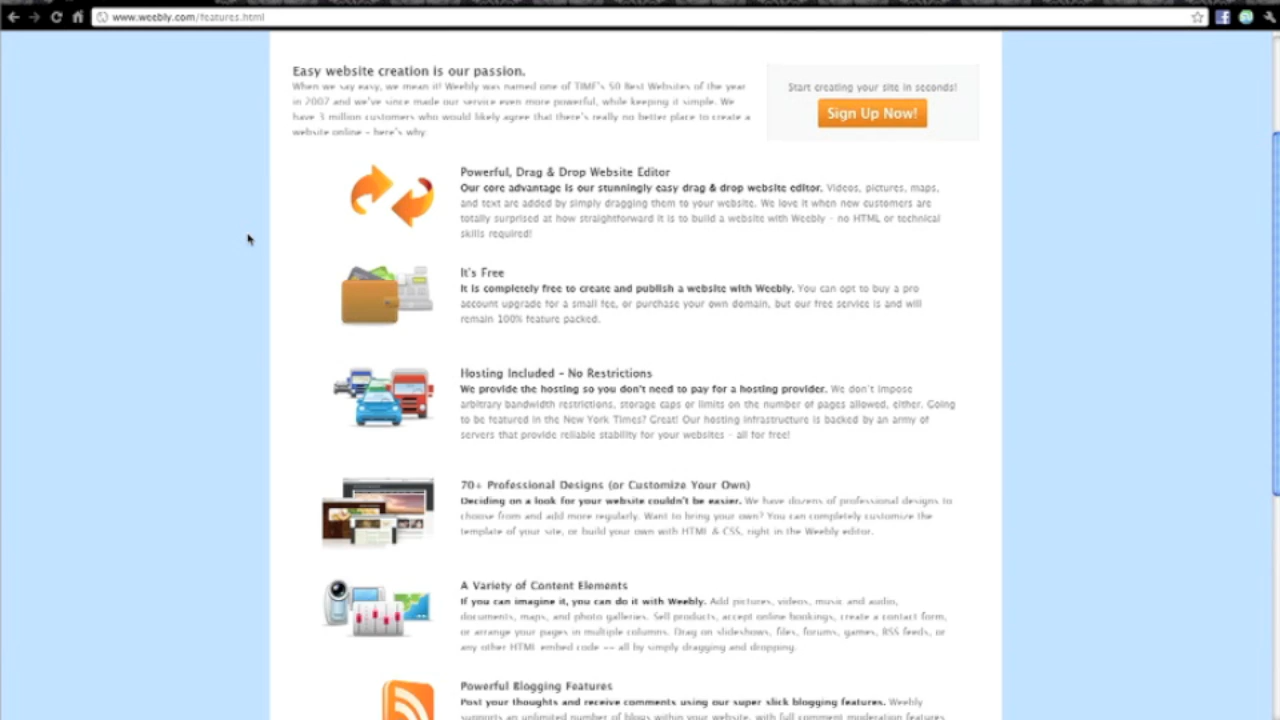 www.weebly.com/features.html
Easy website creation is our passion.
When we say easy, we mean it! Weebly was named one of TIME's 50 Best Websites of the year
in 2007 and we've since made our service even more powerful, while keeping it simple. We
have 3 million customers who would likely agree that there's really no better place to create a
website online - here's why:
Start creating your site in seconds!
Sign Up Now!
Powerful, Drag & Drop Website Editor
Our core advantage is our stunningly easy drag & drop website editor. Videos, pictures, maps,
and text are added by simply dragging them to your website. We love it when new customers are
totally surprised at how straightforward it is to build a website with Weebly - no HTML or technical
skills required!
It's Free
It is completely free to create and publish a website with Weebly. You can opt to buy a pro
account upgrade for a small fee, or purchase your own domain, but our free service is and will
remain 100% feature packed.
Hosting Included - No Restrictions
We provide the hosting so you don't need to pay for a hosting provider. We don't impose
arbitrary bandwidth restrictions, storage caps or limits on the number of pages allowed, either. Going
to be featured in the New York Times? Great! Our hosting infrastructure is backed by an army of
servers that provide reliable stability for your websites - all for free!
70+ Professional Designs (or Customize Your Own)
Deciding on a look for your website couldn't be easier. We have dozens of professional designs to
choose from and add more regularly. Want to bring your own? You can completely customize the
template of your site, or build your own with HTML & CSS, right in the Weebly editor.
A Variety of Content Elements
If you can imagine it, you can do it with Weebly. Add pictures, videos, music and audio,
documents, maps, and photo galleries. Sell products, accept online bookings, create a contact form,
or arrange your pages in multiple columns. Drag on slideshows, files, forums, games, RSS feeds, or
any other HTML embed code -- all by simply dragging and dropping.
Powerful Blogging Features
Post your thoughts and receive comments using our super slick blogging features. Weebly
supports an unlimited number of blogs within your website, with full comment moderation features